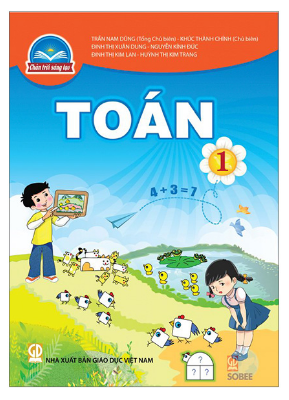 TRẦN NAM DŨNG (Tổng Chủ biên) - KHÚC THÀNH CHÍNH (Chủ biên)
ĐINH THỊ XUÂN DUNG - NGUYỄN KÍNH ĐỨC
ĐINH THỊ KIM LAN - HUỲNH THỊ KIM TRANG
Chân trời sáng tạo
TOÁN
1
4 + 3 = 7
?
? ?
NHÀ XUẤT BẢN GIÁO DỤC VIỆT NAM
SOBEE